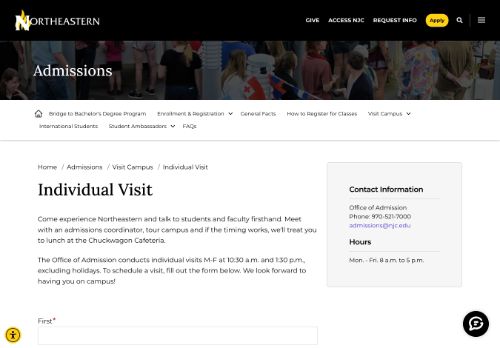 NORTHEASTERN
GIVE ACCESS NJC REQUEST INFO Apply
Admissions
Bridge to Bachelor's Degree Program Enrollment & Registration General Facts How to Register for Classes Visit Campus
International Students Student Ambassadors FAQs
Home / Admissions / Visit Campus / Individual Visit
Individual Visit
Come experience Northeastern and talk to students and faculty firsthand. Meet
with an admissions coordinator, tour campus and if the timing works, we'll treat you
to lunch at the Chuckwagon Cafeteria.
The Office of Admission conducts individual visits M-F at 10:30 a.m. and 1:30 p.m.,
excluding holidays. To schedule a visit, fill out the form below. We look forward to
having you on campus!
First*
Contact Information
Office of Admission
Phone: 970-521-7000
admissions@njc.edu
Hours
Mon. - Fri. 8 a.m. to 5 p.m.